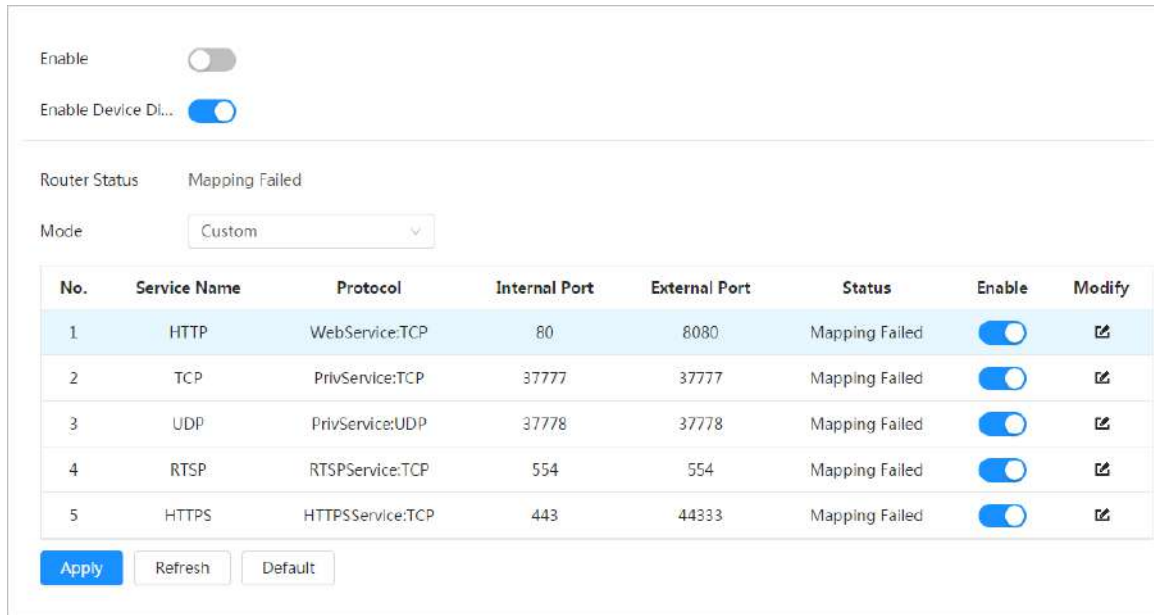 Enable
Enable Device Di...
Router Status Mapping Failed
Mode Custom
No. Service Name Protocol Internal Port External Port Status Enable Modify
1 HTTP WebService:TCP 80 8080 Mapping Failed
2 TCP PrivService:TCP 37777 37777 Mapping Failed
3 UDP PrivService:UDP 37778 37778 Mapping Failed
4 RTSP RTSPService:TCP 554 554 Mapping Failed
5 HTTPS HTTPSService:TCP 443 44333 Mapping Failed
Apply Refresh Default